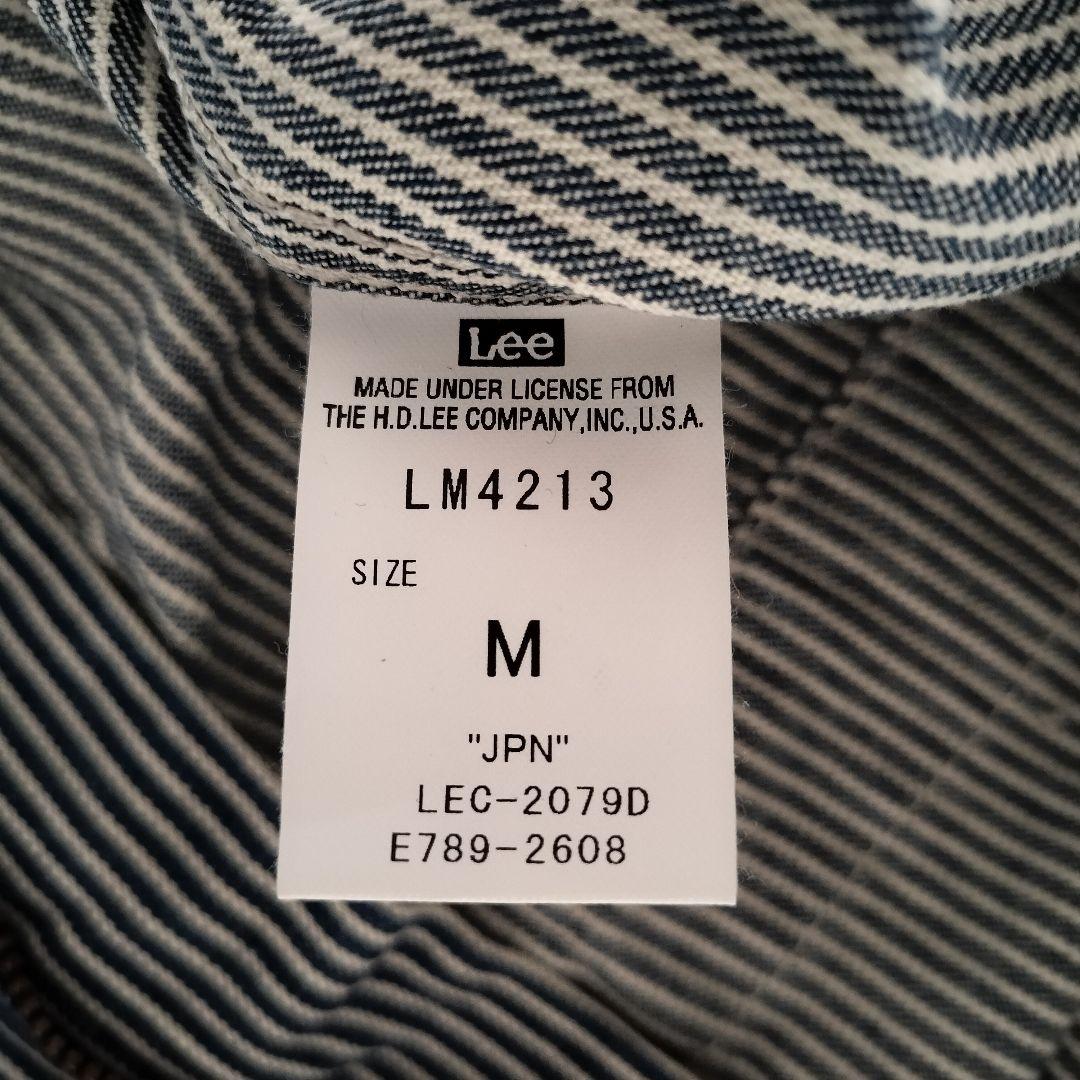 Lee
MADE UNDER LICENSE FROM
THE H.D.LEE COMPANY,INC.,U.S.A.
LM4213
SIZE
M
"JPN"
LEC-2079D
E789-2608